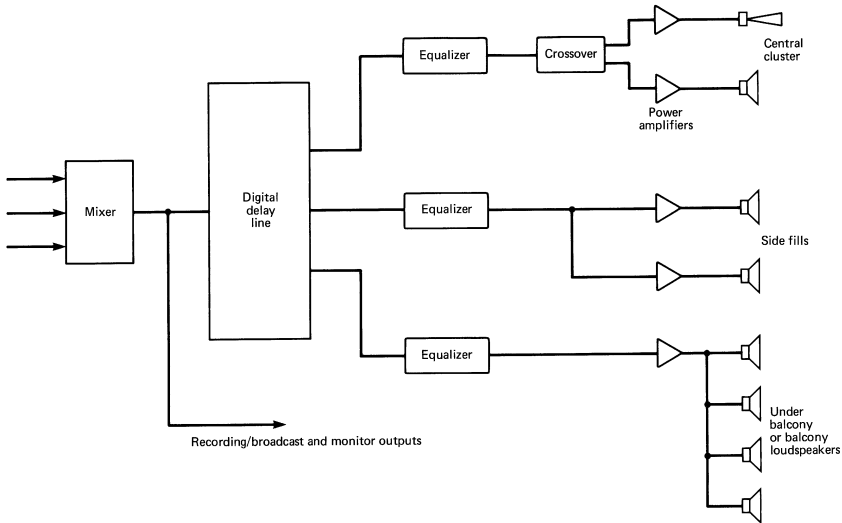 Equalizer
Crossover
Central
cluster
Power
amplifiers
Mixer
Digital
delay
line
Equalizer
Side fills
Equalizer
Under
balcony
or balcony
loudspeakers
Recording/broadcast and monitor outputs